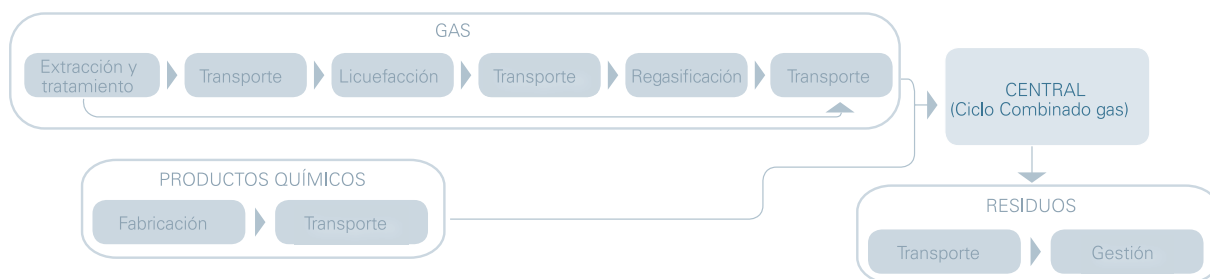 GAS
Extracción y
tratamiento
Transporte
Licuefacción
Transporte
Regasificación
Transporte
CENTRAL
(Ciclo Combinado gas)
PRODUCTOS QUÍMICOS
Fabricación
Transporte
RESIDUOS
Transporte
Gestión